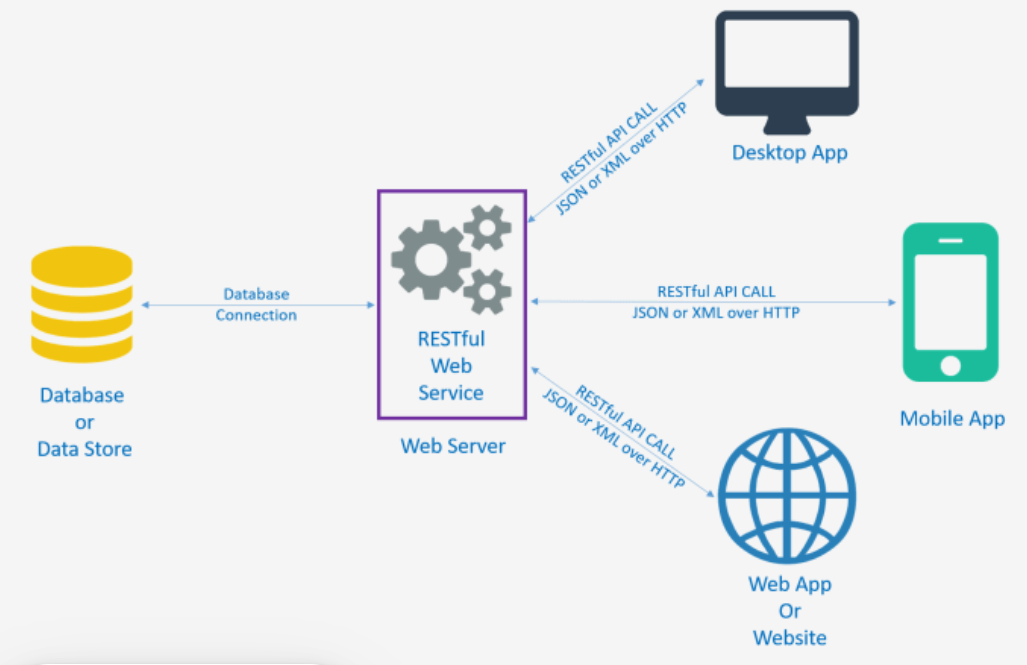 RESTful API CALL
JSON or XML over HTTP
Desktop App
Database
Connection
RESTful API CALL
JSON or XML over HTTP
RESTful
Web
Service
Database
or
Data Store
Web Server
Mobile App
RESTful API CALL
JSON or XML over HTTP
Web App
Or
Website